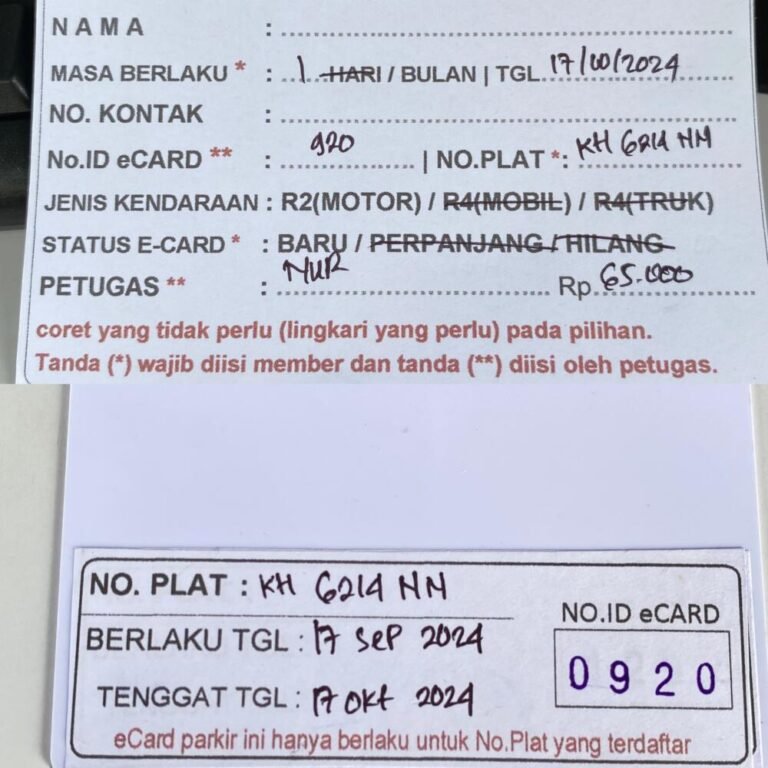 NAMA : 
MASA BERLAKU * : 1 HARI / BULAN | TGL. 17/10/2024
NO. KONTAK : 
No.ID eCARD ** : 920 | NO.PLAT *: KH 6214 NN
JENIS KENDARAAN : R2(MOTOR) / R4(MOBIL) / R4(TRUK)
STATUS E-CARD * : BARU / PERPANJANG / HILANG
PETUGAS ** : NUR Rp. 65.000
coret yang tidak perlu (lingkari yang perlu) pada pilihan.
Tanda (*) wajib diisi member dan tanda (**) diisi oleh petugas.
NO. PLAT : KH 6214 NN
BERLAKU TGL : 17 SEP 2024
TENGGAT TGL : 17 OKt 2024
NO.ID eCARD
0920
eCard parkir ini hanya berlaku untuk No.Plat yang terdaftar